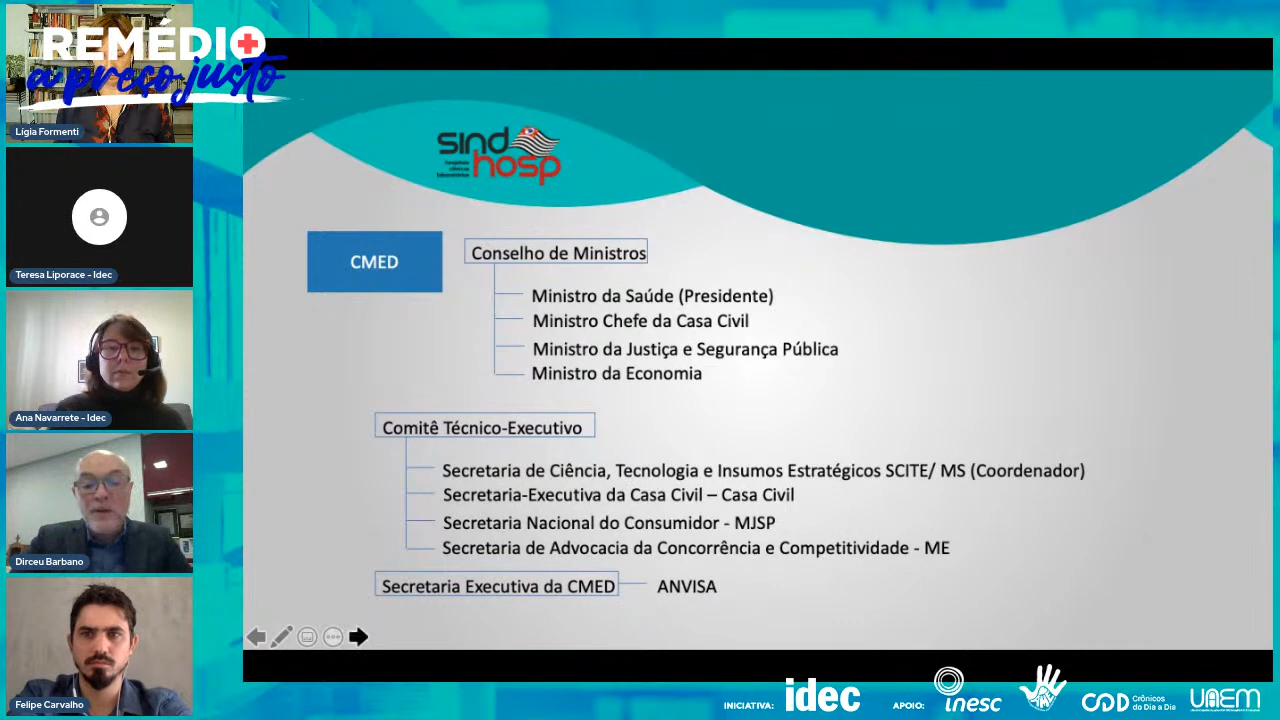 REMÉDIO
a preço justo
Lígia Formenti
Teresa Liporace - Idec
Ana Navarrete - Idec
Dirceu Barbano
Felipe Carvalho
sind
hosp
CMED
Conselho de Ministros
Ministro da Saúde (Presidente)
Ministro Chefe da Casa Civil
Ministro da Justiça e Segurança Pública
Ministro da Economia
Comitê Técnico-Executivo
Secretaria de Ciência, Tecnologia e Insumos Estratégicos SCITE/ MS (Coordenador)
Secretaria-Executiva da Casa Civil – Casa Civil
Secretaria Nacional do Consumidor - MJSP
Secretaria de Advocacia da Concorrência e Competitividade - ME
Secretaria Executiva da CMED
ANVISA
INICIATIVA:
idec
APOIO:
inesc
CDD
Crônicos
do Dia a Dia
UAEM